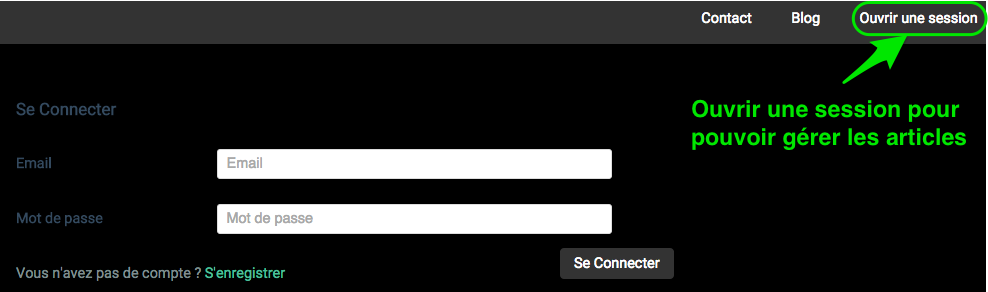 Contact Blog Ouvrir une session
Se Connecter
Ouvrir une session pour
pouvoir gérer les articles
Email Email
Mot de passe Mot de passe
Vous n'avez pas de compte ? S'enregistrer
Se Connecter